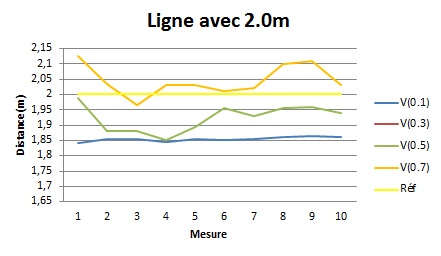 Ligne avec 2.0m
2,15
2,1
2,05
2
1,95
1,9
1,85
1,8
1,75
1,7
1,65
Distance(m)
1 2 3 4 5 6 7 8 9 10
Mesure
V(0.1)
V(0.3)
V(0.5)
V(0.7)
Réf